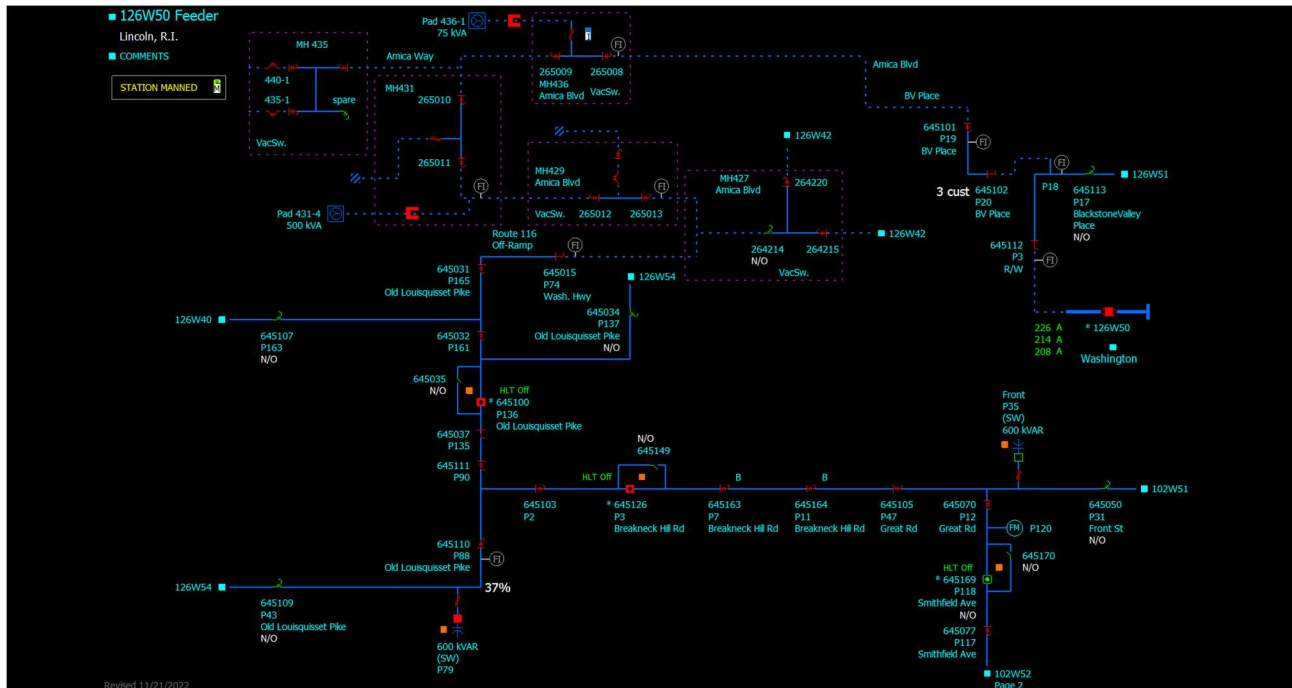 126W50 Feeder
Lincoln, R.I.
COMMENTS
STATION MANNED
M
MH 435
440-1
435-1
spare
VacSw.
Amica Way
Pad 436-1
75 kVA
T
FI
265009
265008
MH436
Amica Blvd
VacSw.
Amica Blvd
BV Place
MH431
265010
265011
FI
Pad 431-4
500 kVA
MH429
Amica Blvd
FI
VacSw.
265012
265013
126W42
MH427
Amica Blvd
264220
264214
N/O
264215
VacSw.
126W42
645101
P19
BV Place
FI
3 cust
645102
P20
BV Place
FI
P18
645113
P17
BlackstoneValley
Place
N/O
126W51
645112
P3
R/W
FI
226 A
214 A
208 A
* 126W50
Washington
Route 116
Off-Ramp
FI
645031
P165
Old Louisquisset Pike
645015
P74
Wash. Hwy
126W54
645034
P137
Old Louisquisset Pike
N/O
126W40
645107
P163
N/O
645032
P161
645035
N/O
HLT Off
* 645100
P136
Old Louisquisset Pike
645037
P135
645111
P90
N/O
645149
HLT Off
645103
P2
* 645126
P3
Breakneck Hill Rd
B
645163
P7
Breakneck Hill Rd
B
645164
P11
Breakneck Hill Rd
645105
P47
Great Rd
645070
P12
Great Rd
Front
P35
(SW)
600 kVAR
102W51
645050
P31
Front St
N/O
FM
P120
645170
N/O
HLT Off
* 645169
P118
Smithfield Ave
N/O
645077
P117
Smithfield Ave
102W52
Page 2
645110
P88
Old Louisquisset Pike
FI
37%
126W54
645109
P43
Old Louisquisset Pike
N/O
600 kVAR
(SW)
P79
Revised 11/21/2022